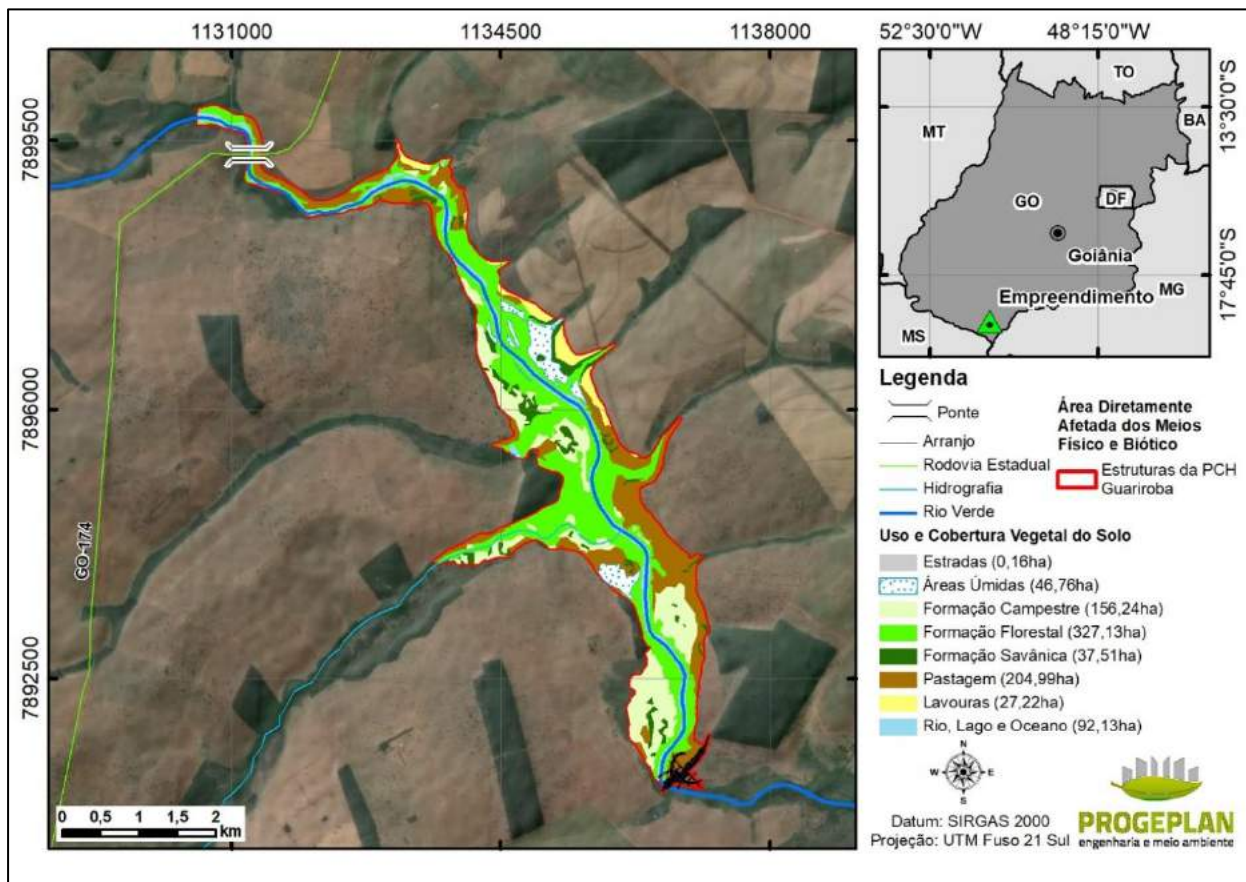 1131000 1134500 1138000
7899500
7896000
7892500
GO-174
0 0,5 1 1,5 2
km
52°30'0"W 48°15'0"W
13°30'0"S
17°45'0"S
TO
BA
MT
DF
GO
Goiânia
MG
Empreendimento
MS
Legenda
Ponte
Arranjo
Rodovia Estadual
Hidrografia
Rio Verde
Área Diretamente
Afetada dos Meios
Físico e Biótico
Estruturas da PCH
Guariroba
Uso e Cobertura Vegetal do Solo
Estradas (0,16ha)
Áreas Úmidas (46,76ha)
Formação Campestre (156,24ha)
Formação Florestal (327,13ha)
Formação Savânica (37,51ha)
Pastagem (204,99ha)
Lavouras (27,22ha)
Rio, Lago e Oceano (92,13ha)
N
W E
S
Datum: SIRGAS 2000
Projeção: UTM Fuso 21 Sul
PROGEPLAN
engenharia e meio ambiente